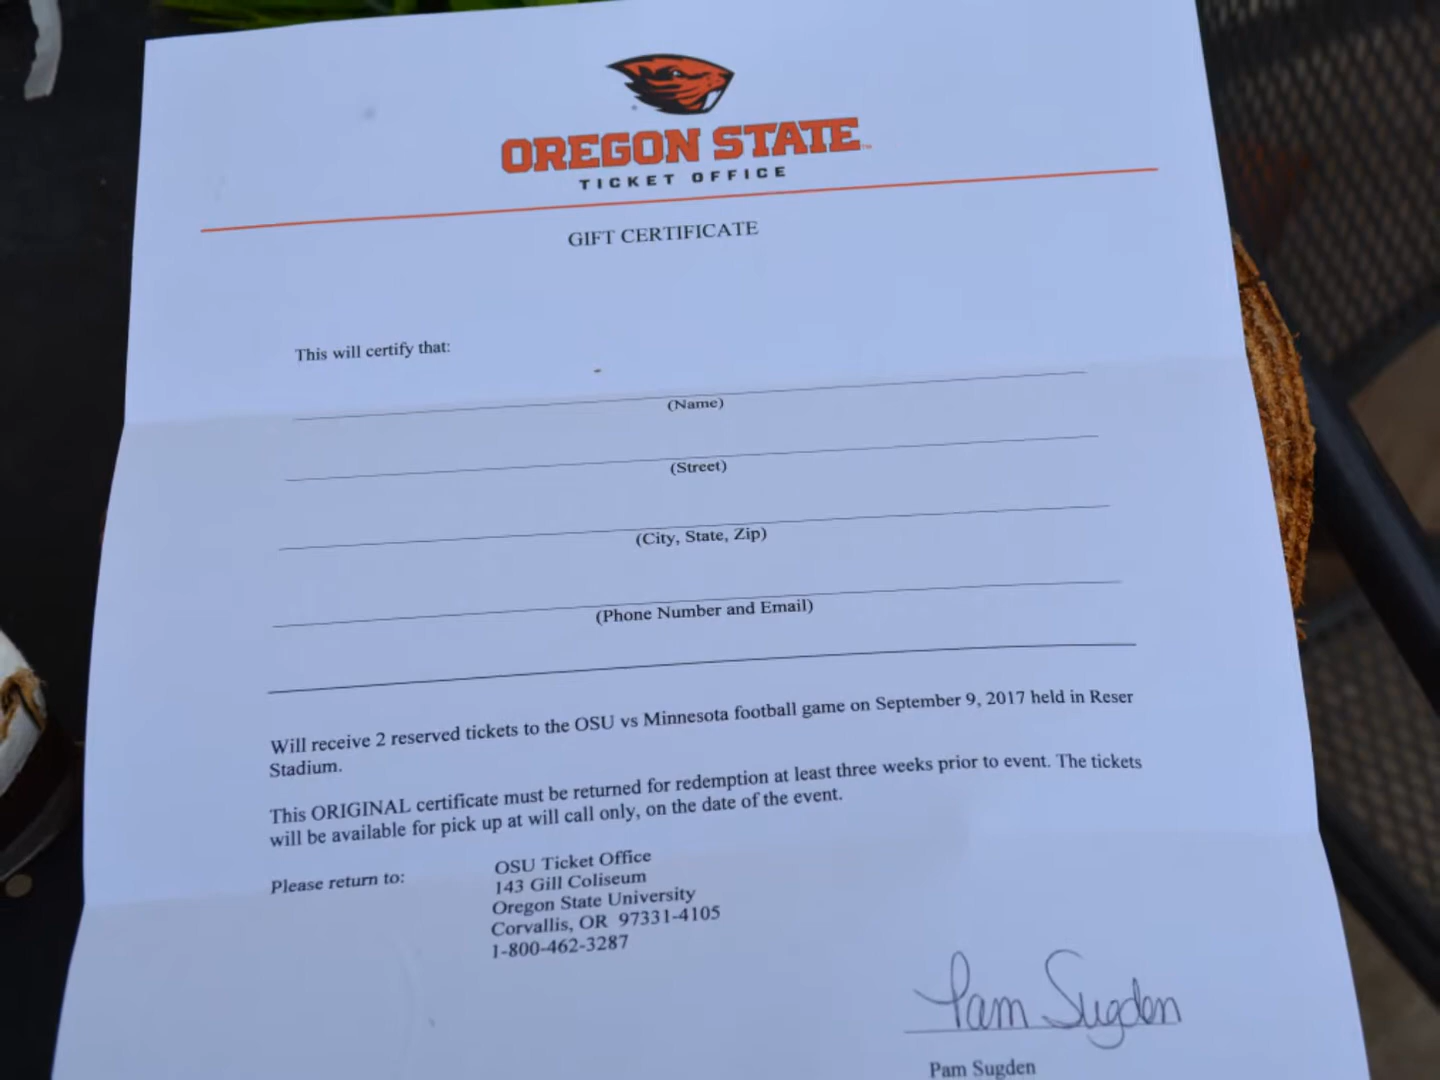 OREGON STATE™
TICKET OFFICE
GIFT CERTIFICATE
This will certify that:
(Name)
(Street)
(City, State, Zip)
(Phone Number and Email)
Will receive 2 reserved tickets to the OSU vs Minnesota football game on September 9, 2017 held in Reser
Stadium.
This ORIGINAL certificate must be returned for redemption at least three weeks prior to event. The tickets
will be available for pick up at will call only, on the date of the event.
Please return to: OSU Ticket Office
143 Gill Coliseum
Oregon State University
Corvallis, OR 97331-4105
1-800-462-3287
Pam Sugden
Pam Sugden